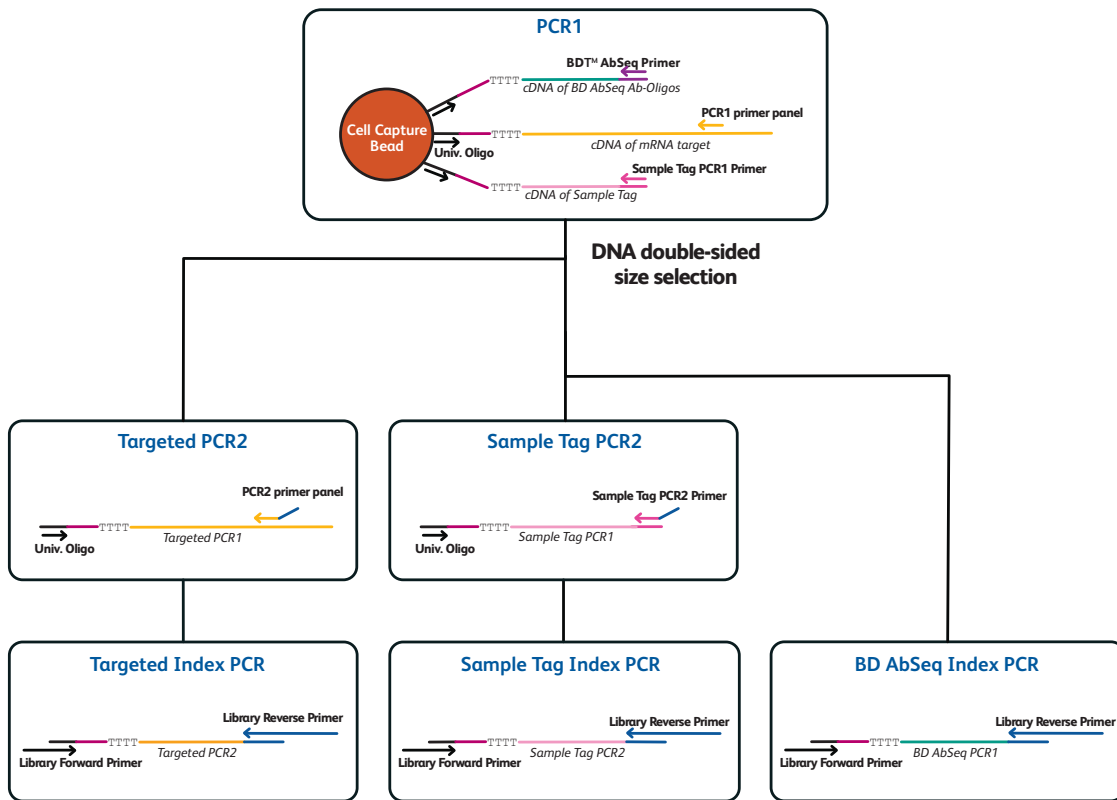 PCR1
BDT™ AbSeq Primer
TTTT
cDNA of BD AbSeq Ab-Oligos
PCR1 primer panel
Cell Capture
Bead
TTTT
Univ. Oligo
cDNA of mRNA target
Sample Tag PCR1 Primer
TTTT
cDNA of Sample Tag
DNA double-sided
size selection
Targeted PCR2
PCR2 primer panel
TTTT
Univ. Oligo
Targeted PCR1
Sample Tag PCR2
Sample Tag PCR2 Primer
TTTT
Univ. Oligo
Sample Tag PCR1
Targeted Index PCR
Library Reverse Primer
TTTT
Library Forward Primer
Targeted PCR2
Sample Tag Index PCR
Library Reverse Primer
TTTT
Library Forward Primer
Sample Tag PCR2
BD AbSeq Index PCR
Library Reverse Primer
TTTT
Library Forward Primer
BD AbSeq PCR1